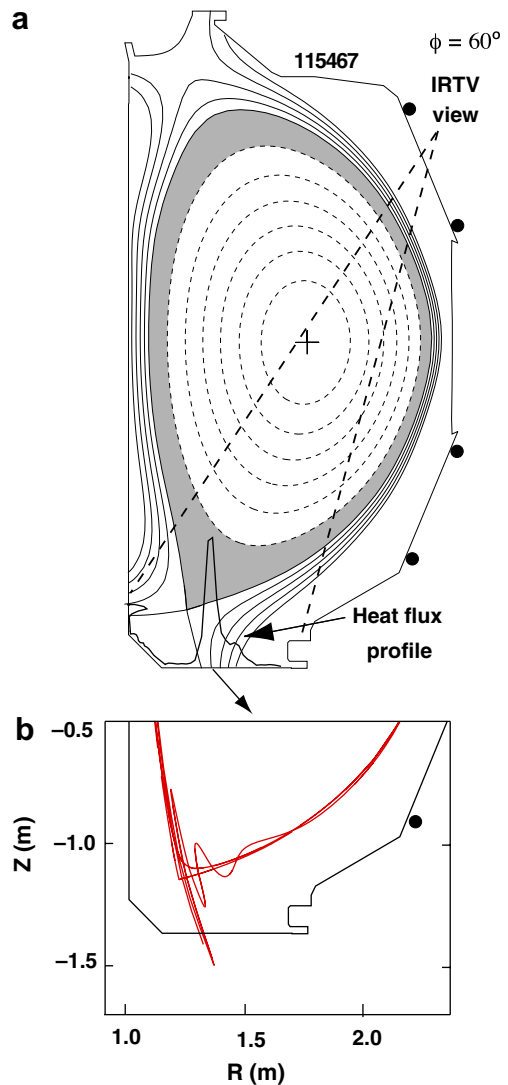 a
115467
ϕ = 60°
IRTV
view
Heat flux
profile
b
−0.5
−1.0
−1.5
Z (m)
1.0
1.5
2.0
R (m)